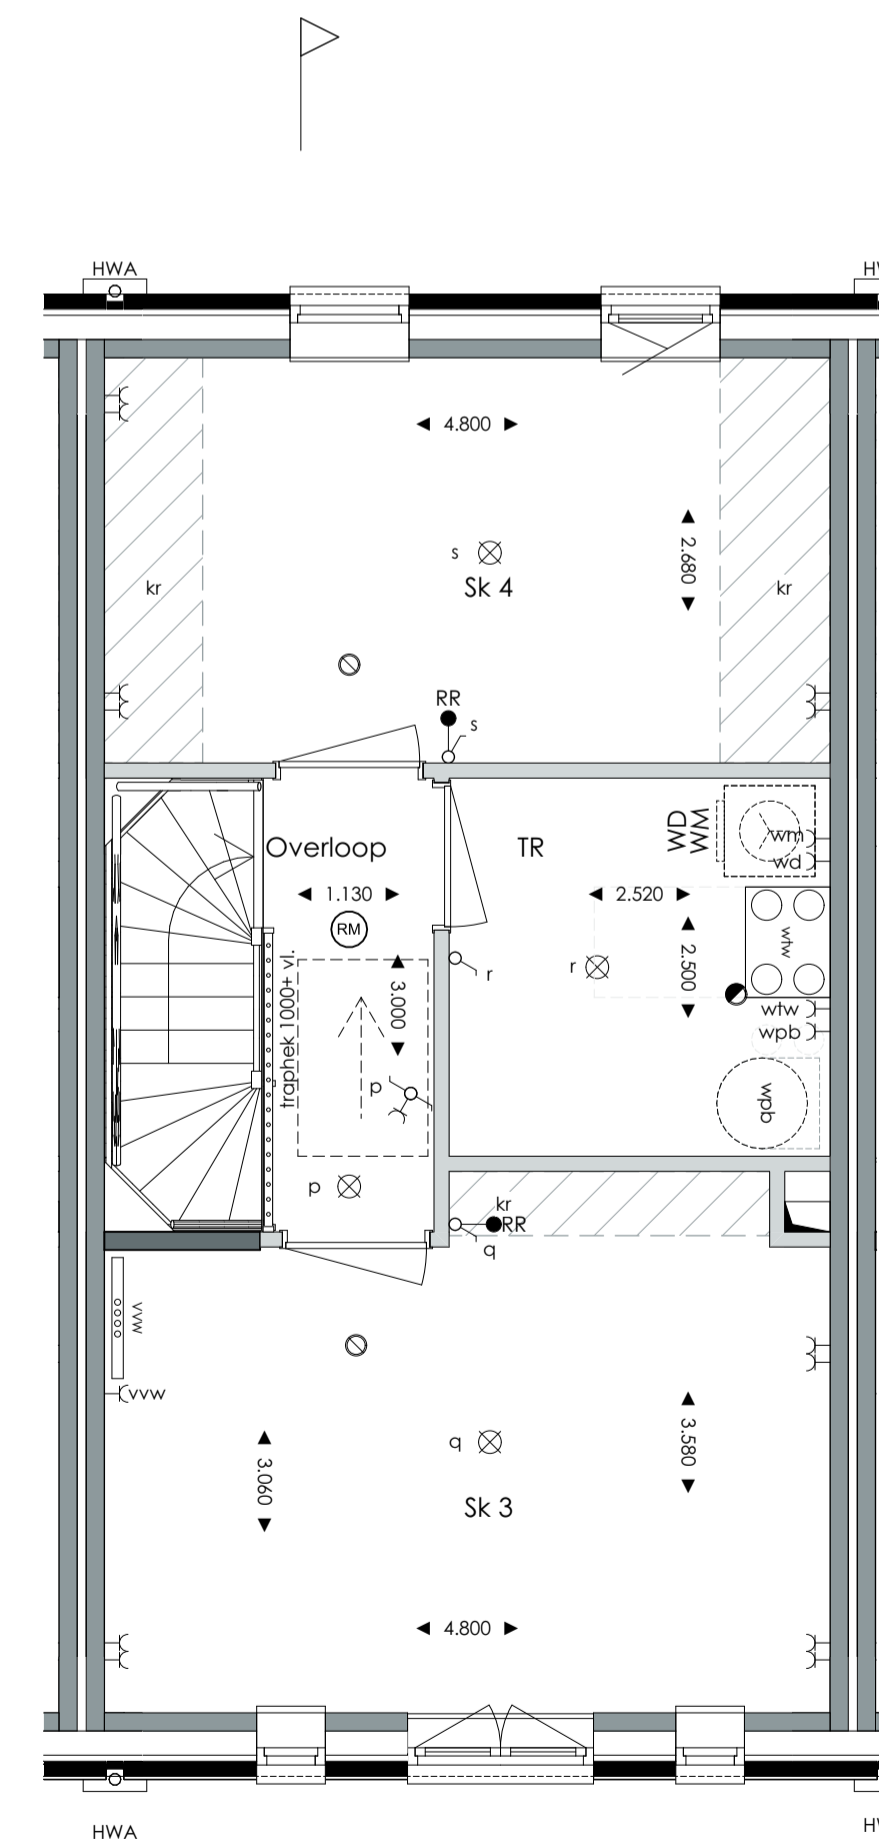 HWA
4.800
2.680
s
Sk 4
kr
kr
RR
s
Overloop
TR
WD
WM
wm
wd
1.130
2.520
RM
wtw
2.500
r
r
traphek 1000+ vl.
3.000
wtw
wpb
p
wpb
p
kr
RR
q
vvw
vvw
3.580
q
3.060
Sk 3
4.800
HWA